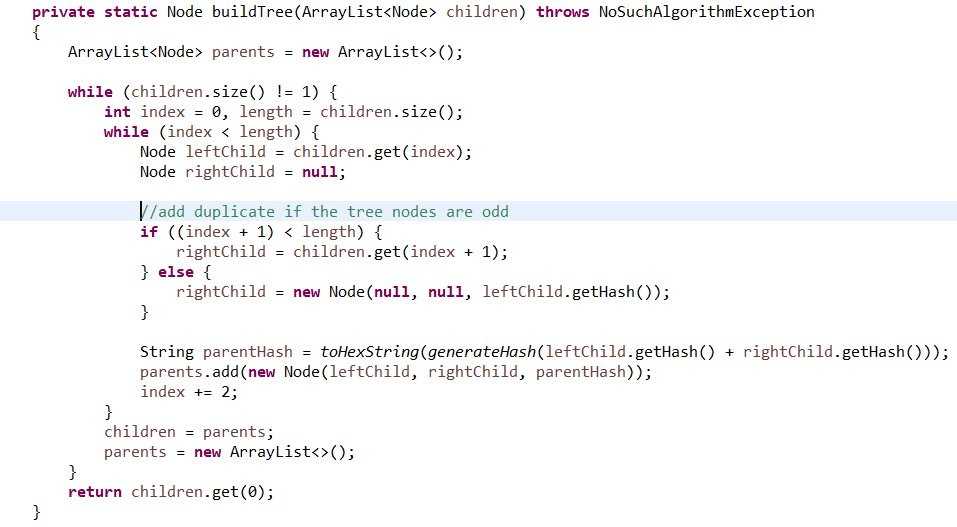 private static Node buildTree(ArrayList<Node> children) throws NoSuchAlgorithmException
{
    ArrayList<Node> parents = new ArrayList<>();

    while (children.size() != 1) {
        int index = 0, length = children.size();
        while (index < length) {
            Node leftChild = children.get(index);
            Node rightChild = null;

            //add duplicate if the tree nodes are odd
            if ((index + 1) < length) {
                rightChild = children.get(index + 1);
            } else {
                rightChild = new Node(null, null, leftChild.getHash());
            }

            String parentHash = toHexString(generateHash(leftChild.getHash() + rightChild.getHash()));
            parents.add(new Node(leftChild, rightChild, parentHash));
            index += 2;
        }
        children = parents;
        parents = new ArrayList<>();
    }
    return children.get(0);
}